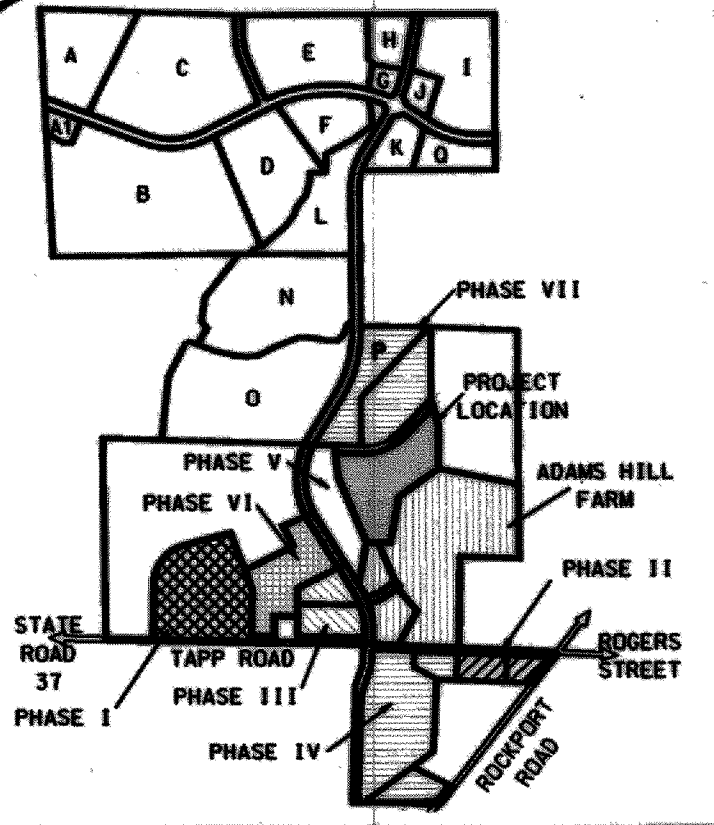 A
C
E
H
I
G
J
A1
F
K
Q
D
B
L
N
PHASE VII
P
PROJECT
LOCATION
O
PHASE V
ADAMS HILL
FARM
PHASE VI
PHASE II
STATE
ROAD
37
TAPP ROAD
ROGERS
STREET
PHASE III
PHASE I
PHASE IV
ROCKPORT
ROAD